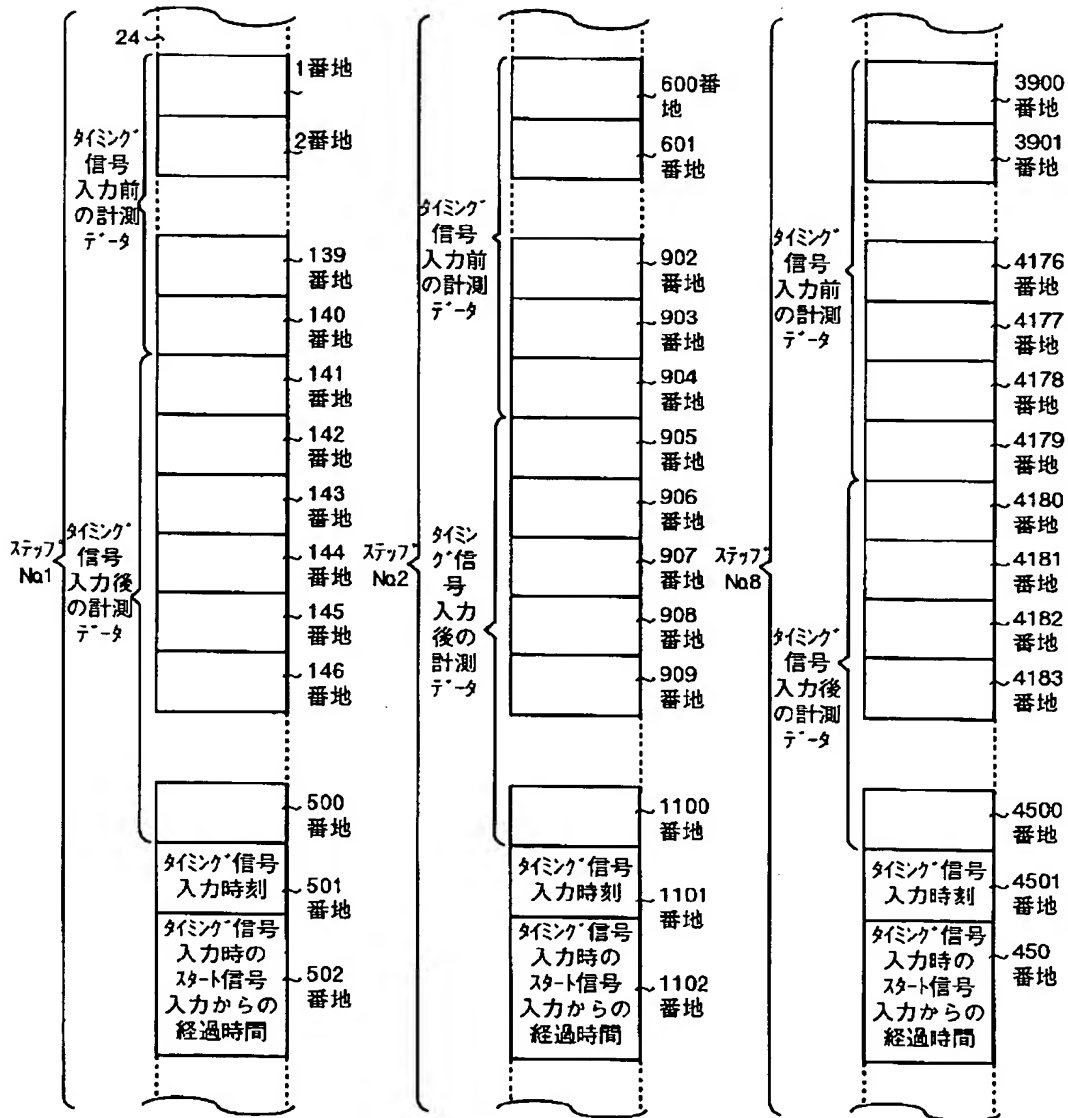 24
1番地
2番地
タイミング
信号
入力前
の計測
データ
139
番地
140
番地
141
番地
142
番地
143
番地
ステップ
No.1
タイミング
信号
入力後
の計測
データ
144
番地
145
番地
146
番地
500
番地
タイミング信号
入力時刻
501
番地
タイミング信号
入力時の
スタート信号
入力からの
経過時間
502
番地
600番
地
601
番地
タイミング
信号
入力前
の計測
データ
902
番地
903
番地
904
番地
905
番地
906
番地
ステップ
No.2
タイミン
グ信
号
入力
後の
計測
データ
907
番地
908
番地
909
番地
1100
番地
タイミング信号
入力時刻
1101
番地
タイミング信号
入力時の
スタート信号
入力からの
経過時間
1102
番地
3900
番地
3901
番地
タイミング
信号
入力前
の計測
データ
4176
番地
4177
番地
4178
番地
4179
番地
4180
番地
ステップ
No.8
4181
番地
タイミング
信号
入力後
の計測
データ
4182
番地
4183
番地
4500
番地
タイミング信号
入力時刻
4501
番地
タイミング信号
入力時の
スタート信号
入力からの
経過時間
450
番地